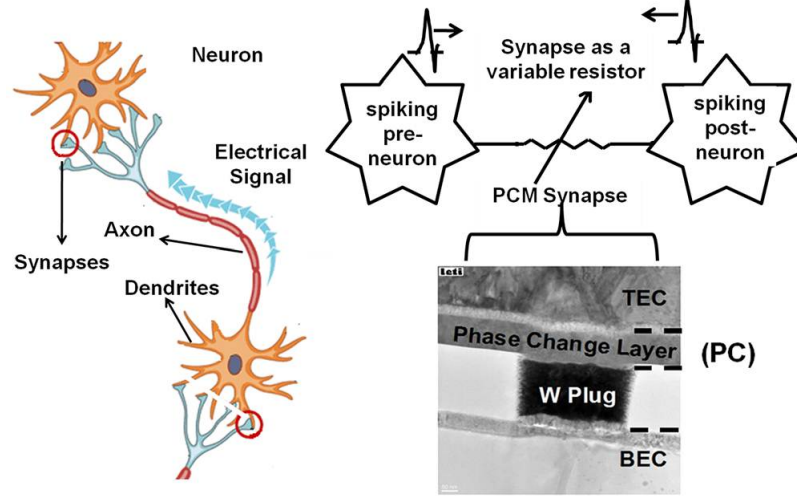 Neuron
Electrical
Signal
Axon
Synapses
Dendrites
Synapse as a
variable resistor
spiking
pre-
neuron
spiking
post-
neuron
PCM Synapse
leti
TEC
Phase Change Layer
(PC)
W Plug
BEC